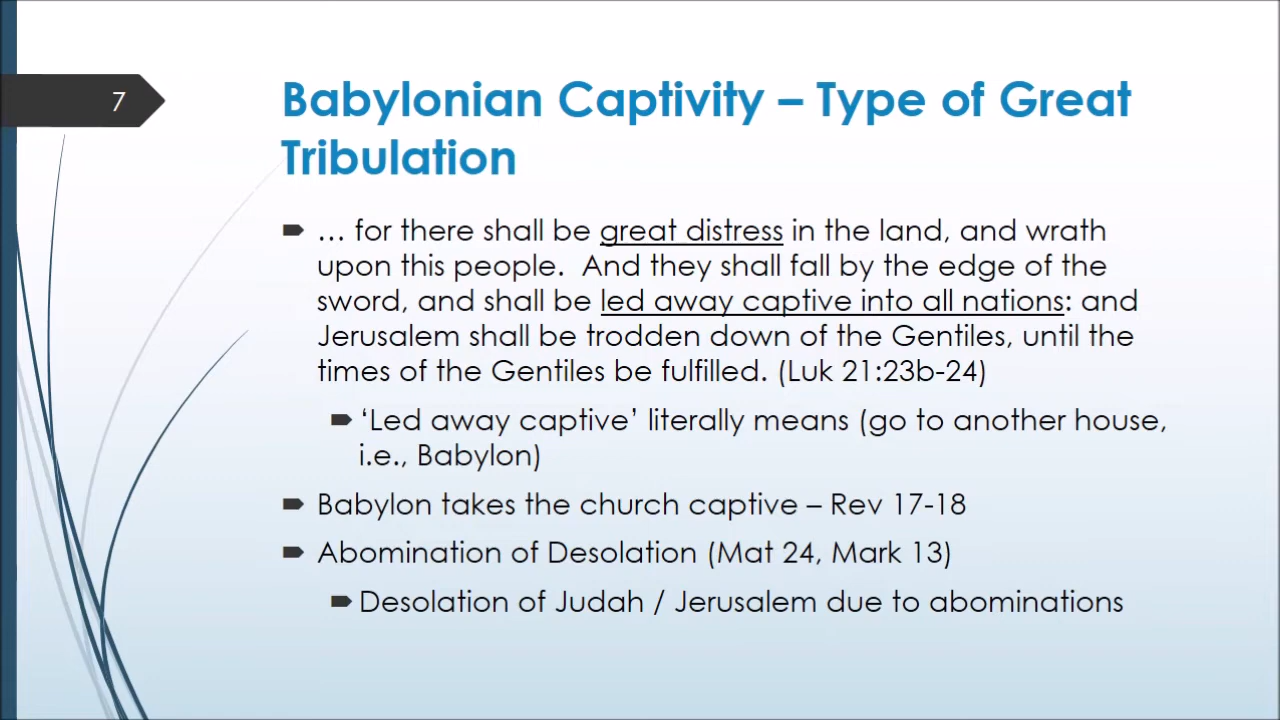 7
Babylonian Captivity – Type of Great
Tribulation
… for there shall be great distress in the land, and wrath
upon this people.  And they shall fall by the edge of the
sword, and shall be led away captive into all nations: and
Jerusalem shall be trodden down of the Gentiles, until the
times of the Gentiles be fulfilled. (Luk 21:23b-24)
‘Led away captive’ literally means (go to another house,
i.e., Babylon)
Babylon takes the church captive – Rev 17-18
Abomination of Desolation (Mat 24, Mark 13)
Desolation of Judah / Jerusalem due to abominations